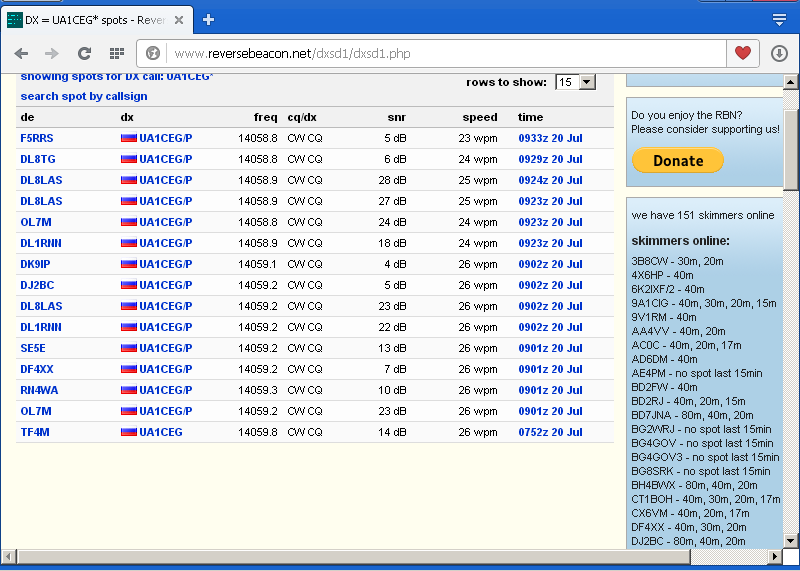 DX = UA1CEG* spots - Rever
www.reversebeacon.net/dxsd1/dxsd1.php
showing spots for DX call: UA1CEG*
rows to show: 15
search spot by callsign
de dx freq cq/dx snr speed time
F5RRS UA1CEG/P 14058.8 CW CQ 5 dB 23 wpm 0933z 20 Jul
DL8TG UA1CEG/P 14058.8 CW CQ 6 dB 24 wpm 0929z 20 Jul
DL8LAS UA1CEG/P 14058.9 CW CQ 28 dB 25 wpm 0924z 20 Jul
DL8LAS UA1CEG/P 14058.9 CW CQ 27 dB 25 wpm 0923z 20 Jul
OL7M UA1CEG/P 14058.8 CW CQ 24 dB 24 wpm 0923z 20 Jul
DL1RNN UA1CEG/P 14058.9 CW CQ 18 dB 24 wpm 0923z 20 Jul
DK9IP UA1CEG/P 14059.1 CW CQ 4 dB 26 wpm 0902z 20 Jul
DJ2BC UA1CEG/P 14059.2 CW CQ 5 dB 26 wpm 0902z 20 Jul
DL8LAS UA1CEG/P 14059.2 CW CQ 23 dB 26 wpm 0902z 20 Jul
DL1RNN UA1CEG/P 14059.2 CW CQ 22 dB 26 wpm 0902z 20 Jul
SE5E UA1CEG/P 14059.2 CW CQ 13 dB 26 wpm 0901z 20 Jul
DF4XX UA1CEG/P 14059.2 CW CQ 7 dB 26 wpm 0901z 20 Jul
RN4WA UA1CEG/P 14059.3 CW CQ 10 dB 26 wpm 0901z 20 Jul
OL7M UA1CEG/P 14059.2 CW CQ 23 dB 26 wpm 0901z 20 Jul
TF4M UA1CEG 14059.8 CW CQ 14 dB 26 wpm 0752z 20 Jul
Do you enjoy the RBN?
Please consider supporting us!
Donate
we have 151 skimmers online
skimmers online:
3B8CW - 30m, 20m
4X6HP - 40m
6K2IXF/2 - 40m
9A1CIG - 40m, 30m, 20m, 15m
9V1RM - 40m
AA4VV - 40m, 20m
AC0C - 40m, 20m, 17m
AD6DM - 40m
AE4PM - no spot last 15min
BD2FW - 40m
BD2RJ - 40m, 20m, 15m
BD7JNA - 80m, 40m, 20m
BG2WRJ - no spot last 15min
BG4GOV - no spot last 15min
BG4GOV3 - no spot last 15min
BG8SRK - no spot last 15min
BH4BWX - 80m, 40m, 20m
CT1BOH - 40m, 30m, 20m, 17m
CX6VM - 40m, 20m, 17m
DF4XX - 40m, 30m, 20m
DJ2BC - 80m, 40m, 20m